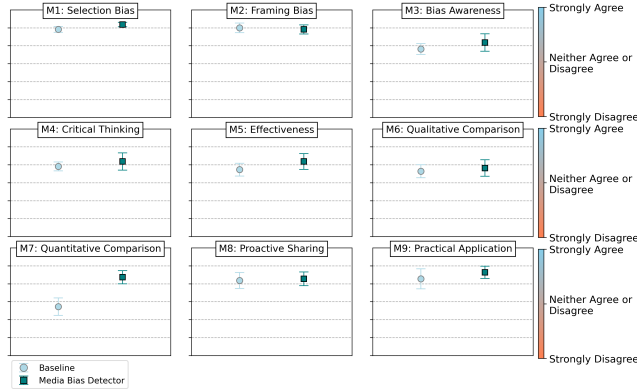 M1: Selection Bias
M2: Framing Bias
M3: Bias Awareness
Strongly Agree
Neither Agree or
Disagree
Strongly Disagree
M4: Critical Thinking
M5: Effectiveness
M6: Qualitative Comparison
Strongly Agree
Neither Agree or
Disagree
Strongly Disagree
M7: Quantitative Comparison
M8: Proactive Sharing
M9: Practical Application
Strongly Agree
Neither Agree or
Disagree
Strongly Disagree
Baseline
Media Bias Detector